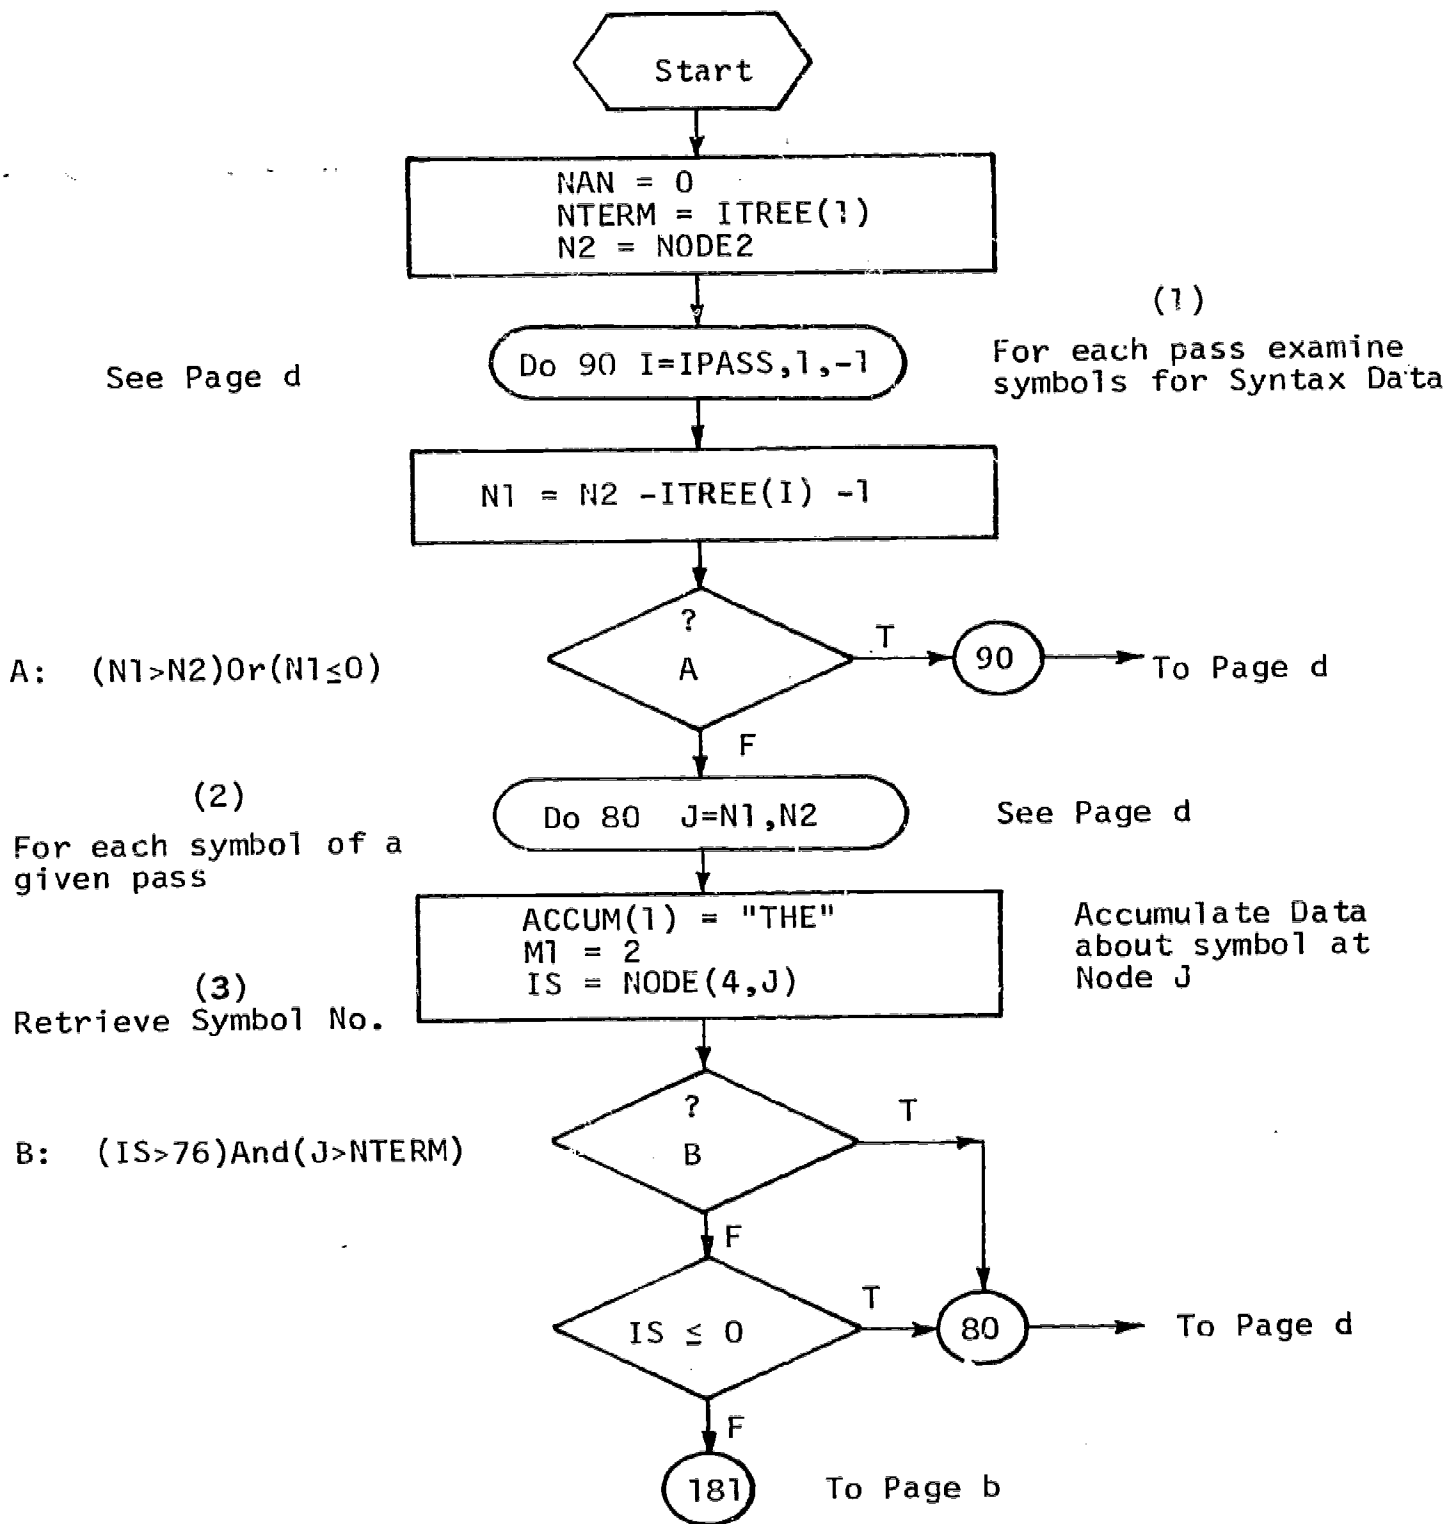 Start
NAN = 0
NTERM = ITREE(1)
N2 = NODE2
(1)
See Page d
Do 90 I=IPASS,1,-1
For each pass examine
symbols for Syntax Data
N1 = N2 -ITREE(I) -1
?
A: (N1>N2)Or(N1≤0)
A
T
90
To Page d
F
(2)
For each symbol of a
given pass
Do 80 J=N1,N2
See Page d
ACCUM(1) = "THE"
M1 = 2
IS = NODE(4,J)
Accumulate Data
about symbol at
Node J
(3)
Retrieve Symbol No.
?
B: (IS>76)And(J>NTERM)
B
T
F
IS ≤ 0
T
80
To Page d
F
181
To Page b